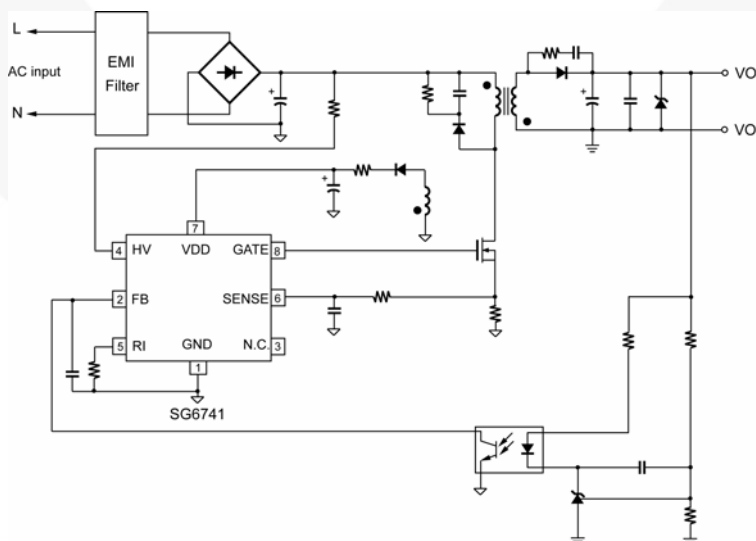 L
AC input
N
EMI
Filter
VO
VO
7
4 HV VDD GATE 8
2 FB SENSE 6
5 RI GND N.C. 3
1
SG6741
+
+
+